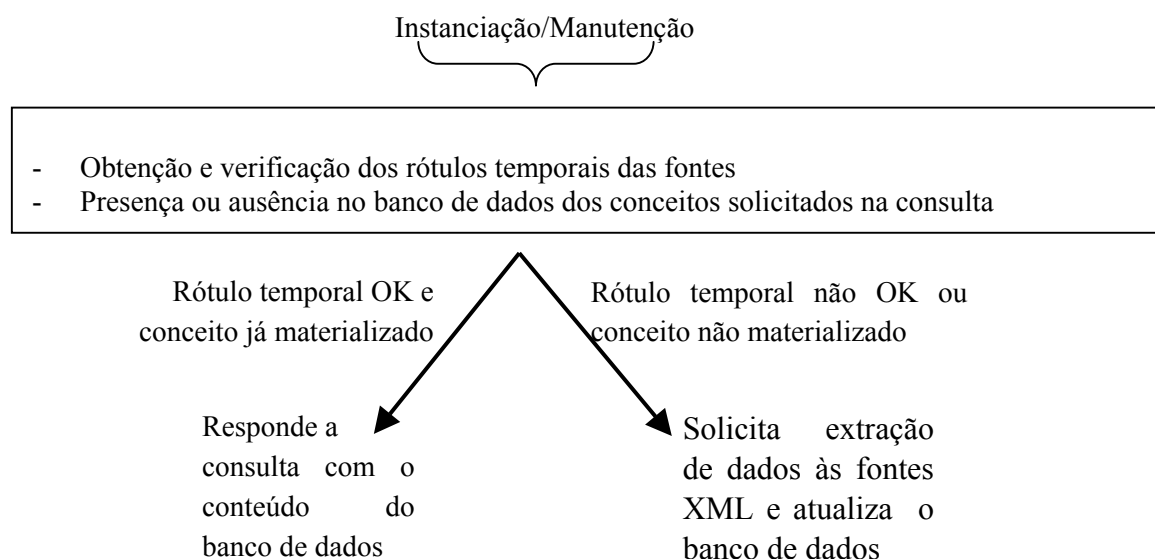 Instanciação/Manutenção
- Obtenção e verificação dos rótulos temporais das fontes
- Presença ou ausência no banco de dados dos conceitos solicitados na consulta
Rótulo temporal OK e
conceito já materializado
Rótulo temporal não OK ou
conceito não materializado
Responde a
consulta com o
conteúdo do
banco de dados
Solicita extração
de dados às fontes
XML e atualiza o
banco de dados